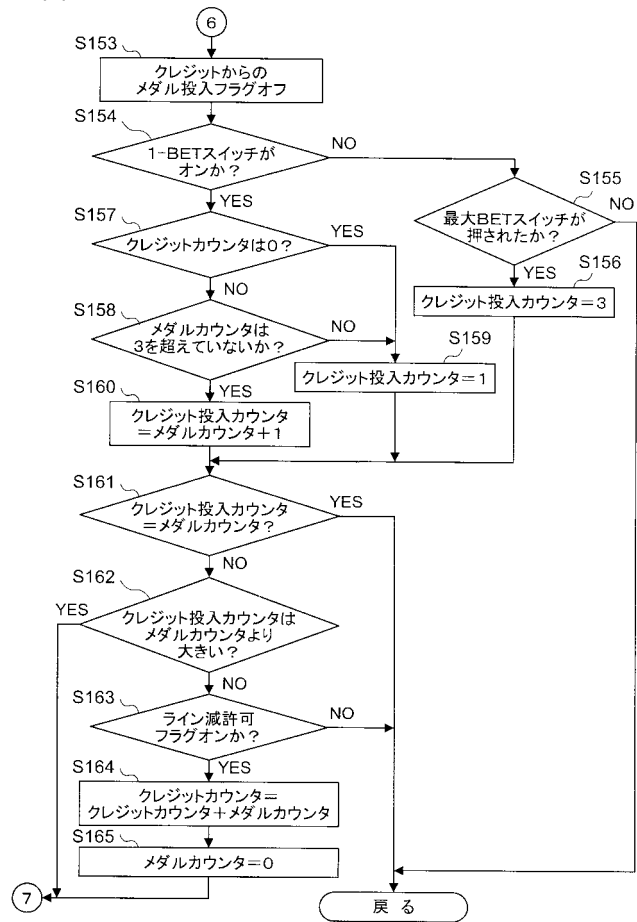 6
S153
クレジットからの
メダル投入フラグオフ
S154
1-BETスイッチが
オンか？
NO
YES
S155
最大BETスイッチが
押されたか？
NO
YES
S156
クレジット投入カウンタ＝3
S157
クレジットカウンタは0？
YES
NO
S158
メダルカウンタは
3を超えていないか？
NO
YES
S159
クレジット投入カウンタ＝1
S160
クレジット投入カウンタ
＝メダルカウンタ＋1
S161
クレジット投入カウンタ
＝メダルカウンタ？
YES
NO
S162
YES
クレジット投入カウンタは
メダルカウンタより
大きい？
NO
S163
ライン減許可
フラグオンか？
NO
YES
S164
クレジットカウンタ＝
クレジットカウンタ＋メダルカウンタ
S165
メダルカウンタ＝0
7
戻る